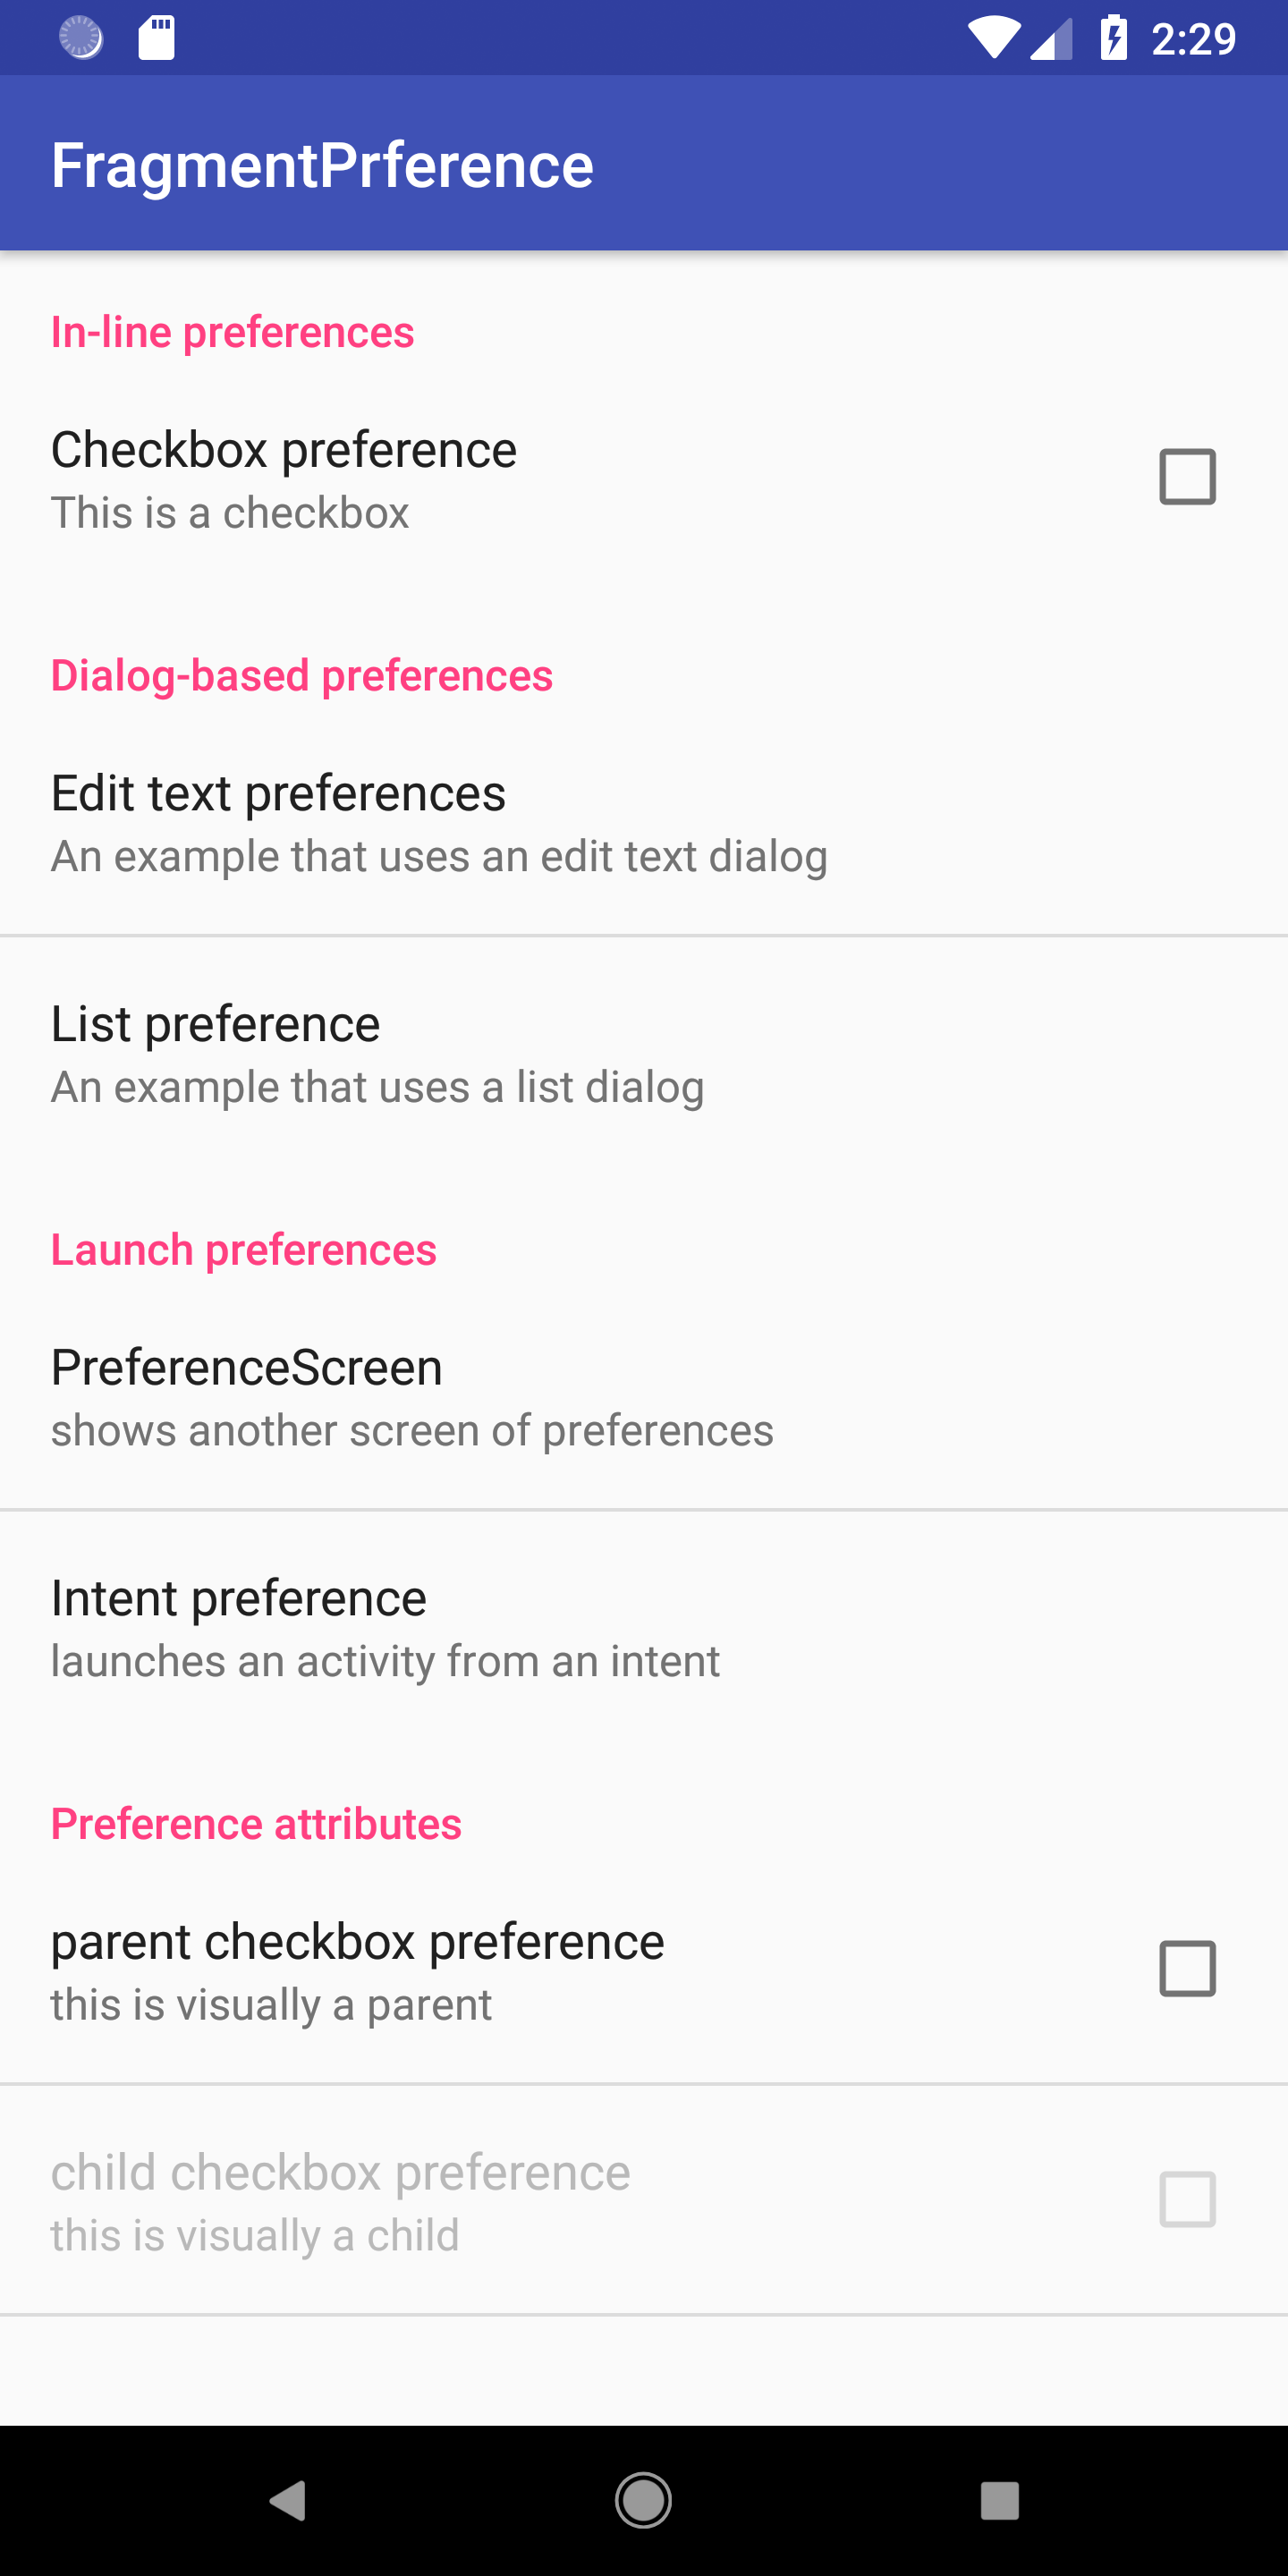 2:29
FragmentPrference
In-line preferences
Checkbox preference
This is a checkbox
Dialog-based preferences
Edit text preferences
An example that uses an edit text dialog
List preference
An example that uses a list dialog
Launch preferences
PreferenceScreen
shows another screen of preferences
Intent preference
launches an activity from an intent
Preference attributes
parent checkbox preference
this is visually a parent
child checkbox preference
this is visually a child